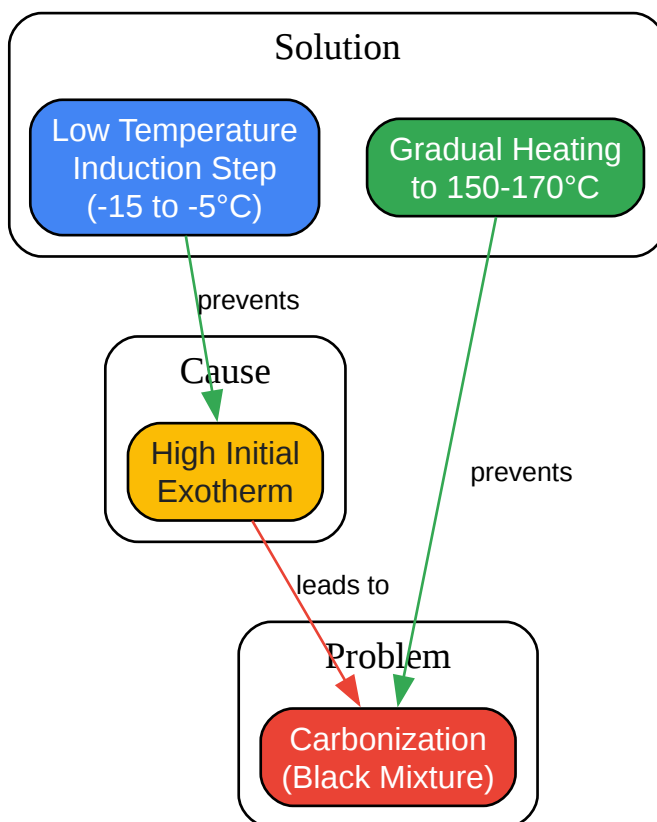 Solution
Low Temperature
Induction Step
(-15 to -5°C)
Gradual Heating
to 150-170°C
prevents
Cause
High Initial
Exotherm
prevents
leads to
Problem
Carbonization
(Black Mixture)